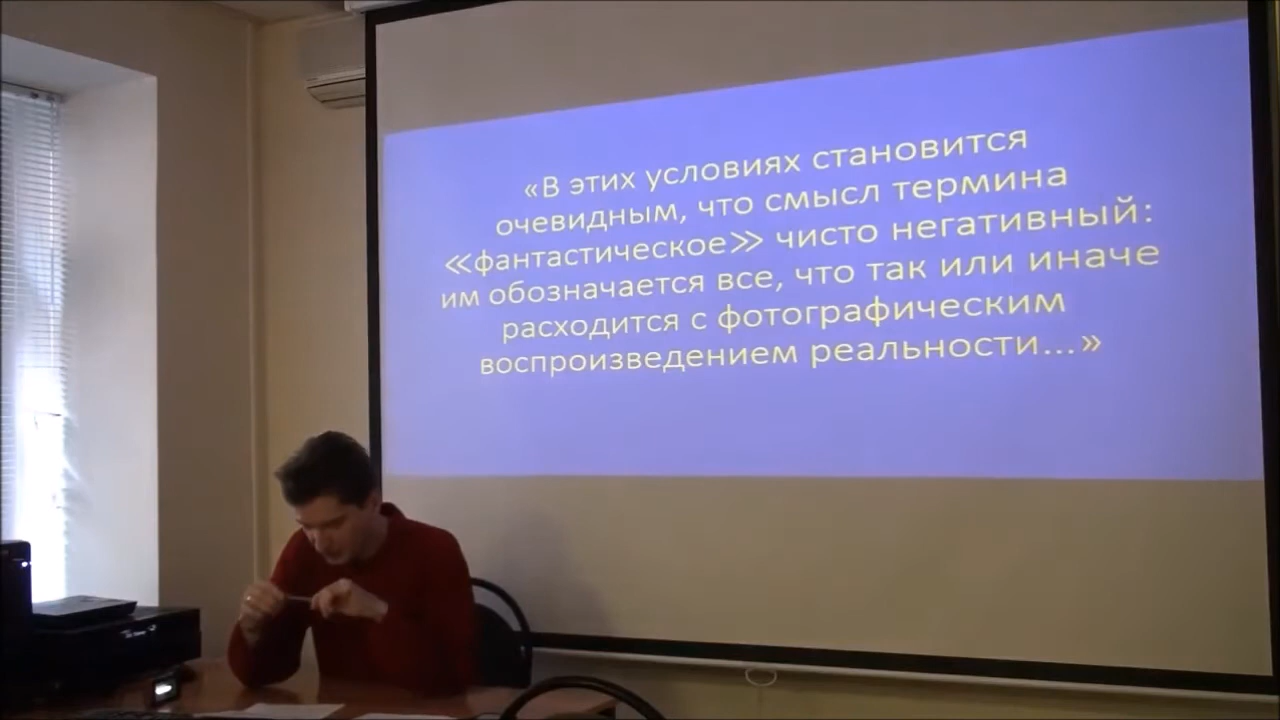 «В этих условиях становится
очевидным, что смысл термина
≪фантастическое≫ чисто негативный:
им обозначается все, что так или иначе
расходится с фотографическим
воспроизведением реальности...»